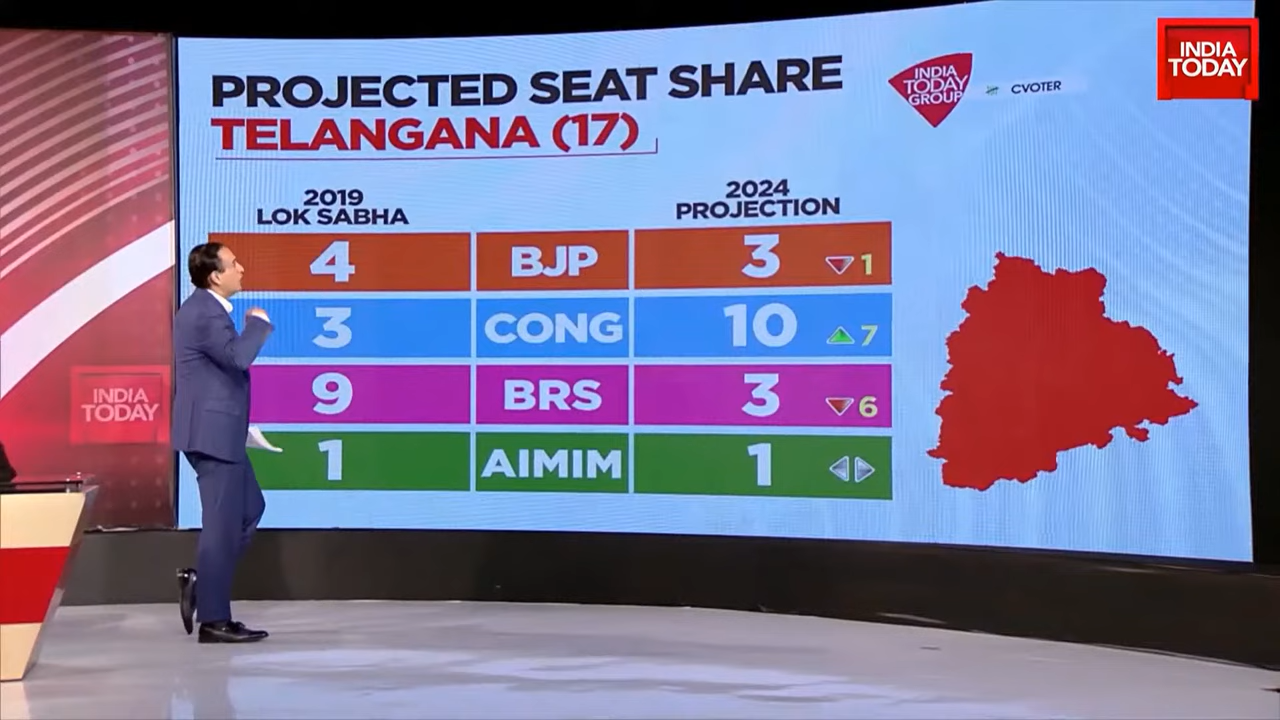 PROJECTED SEAT SHARE
TELANGANA (17)
INDIA
TODAY
GROUP
CVOTER
INDIA
TODAY
2019
LOK SABHA
2024
PROJECTION
4 BJP 3 1
3 CONG 10 7
9 BRS 3 6
1 AIMIM 1
INDIA
TODAY